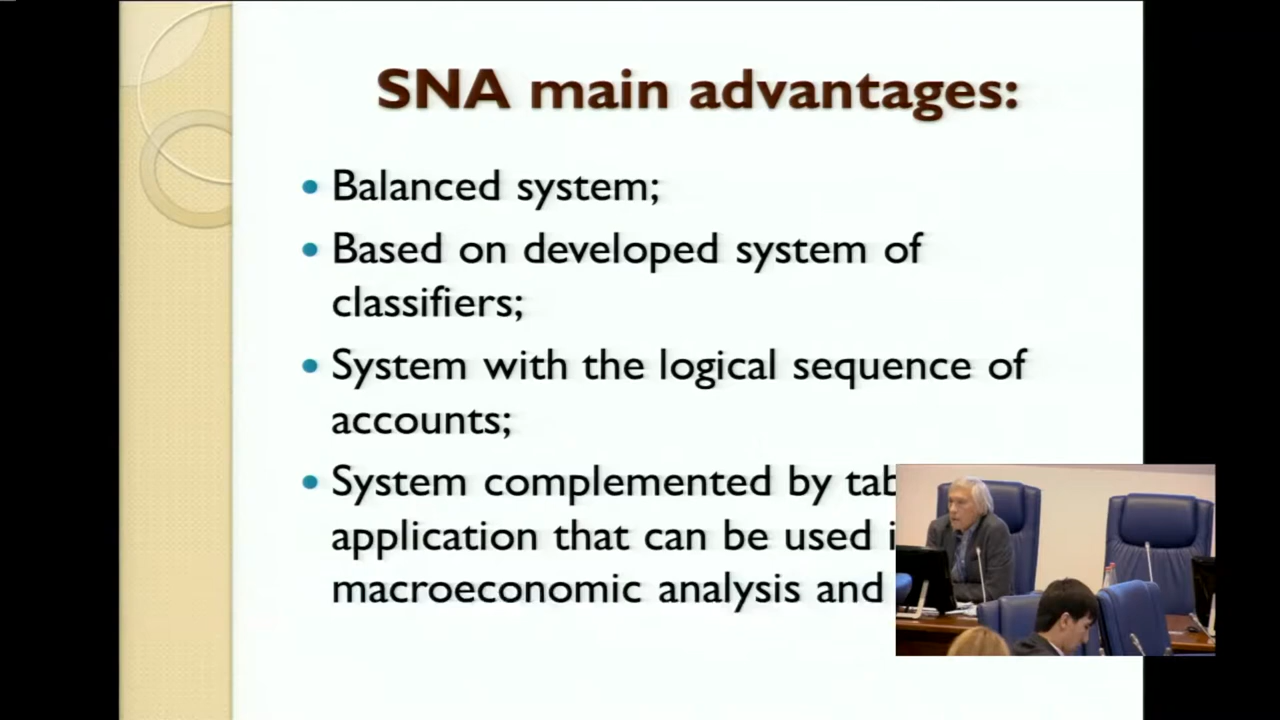 SNA main advantages:
• Balanced system;
• Based on developed system of
classifiers;
• System with the logical sequence of
accounts;
• System complemented by
application that can be used
macroeconomic analysis and